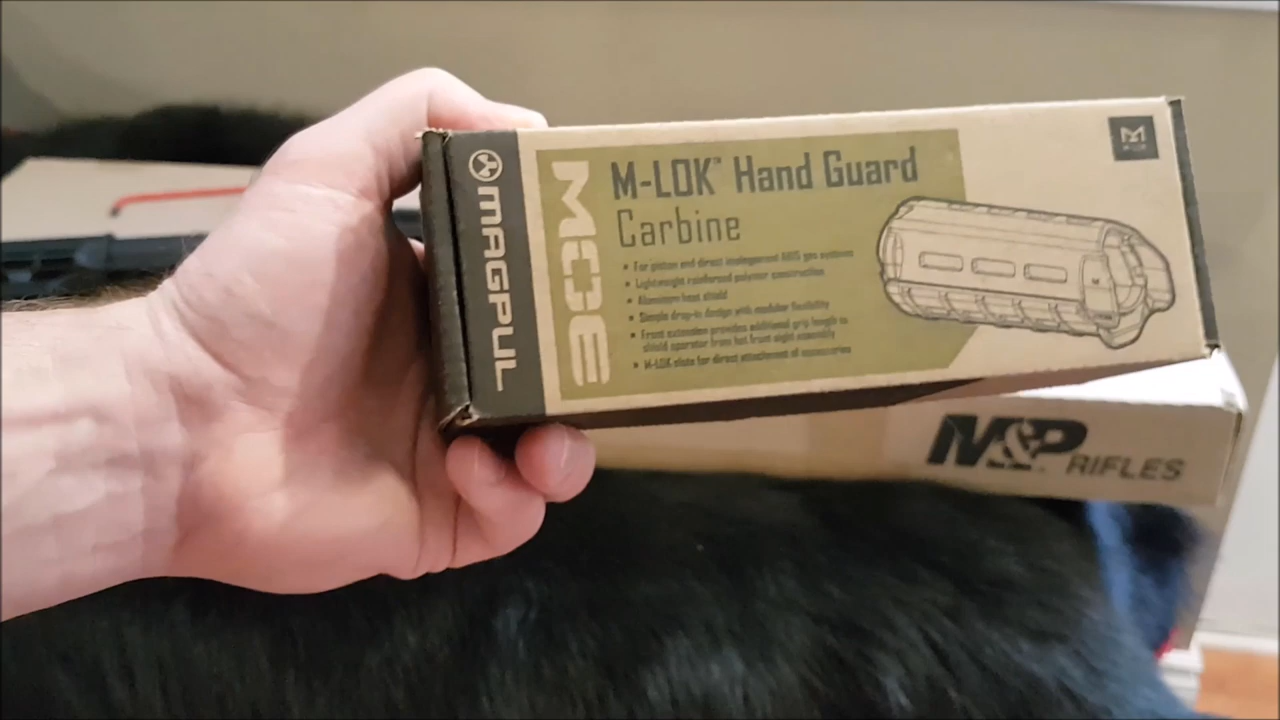 MAGPUL
MOE
M-LOK™ Hand Guard
Carbine
• For piston and direct impingement gas systems
• Lightweight reinforced polymer construction
• Aluminum heat shield
• Simple drop-in design with modular flexibility
• Front extension provides additional grip length to
shield operator from hot front sight assembly
• M-LOK slots for direct attachment of accessories
M-LOK
M&P RIFLES